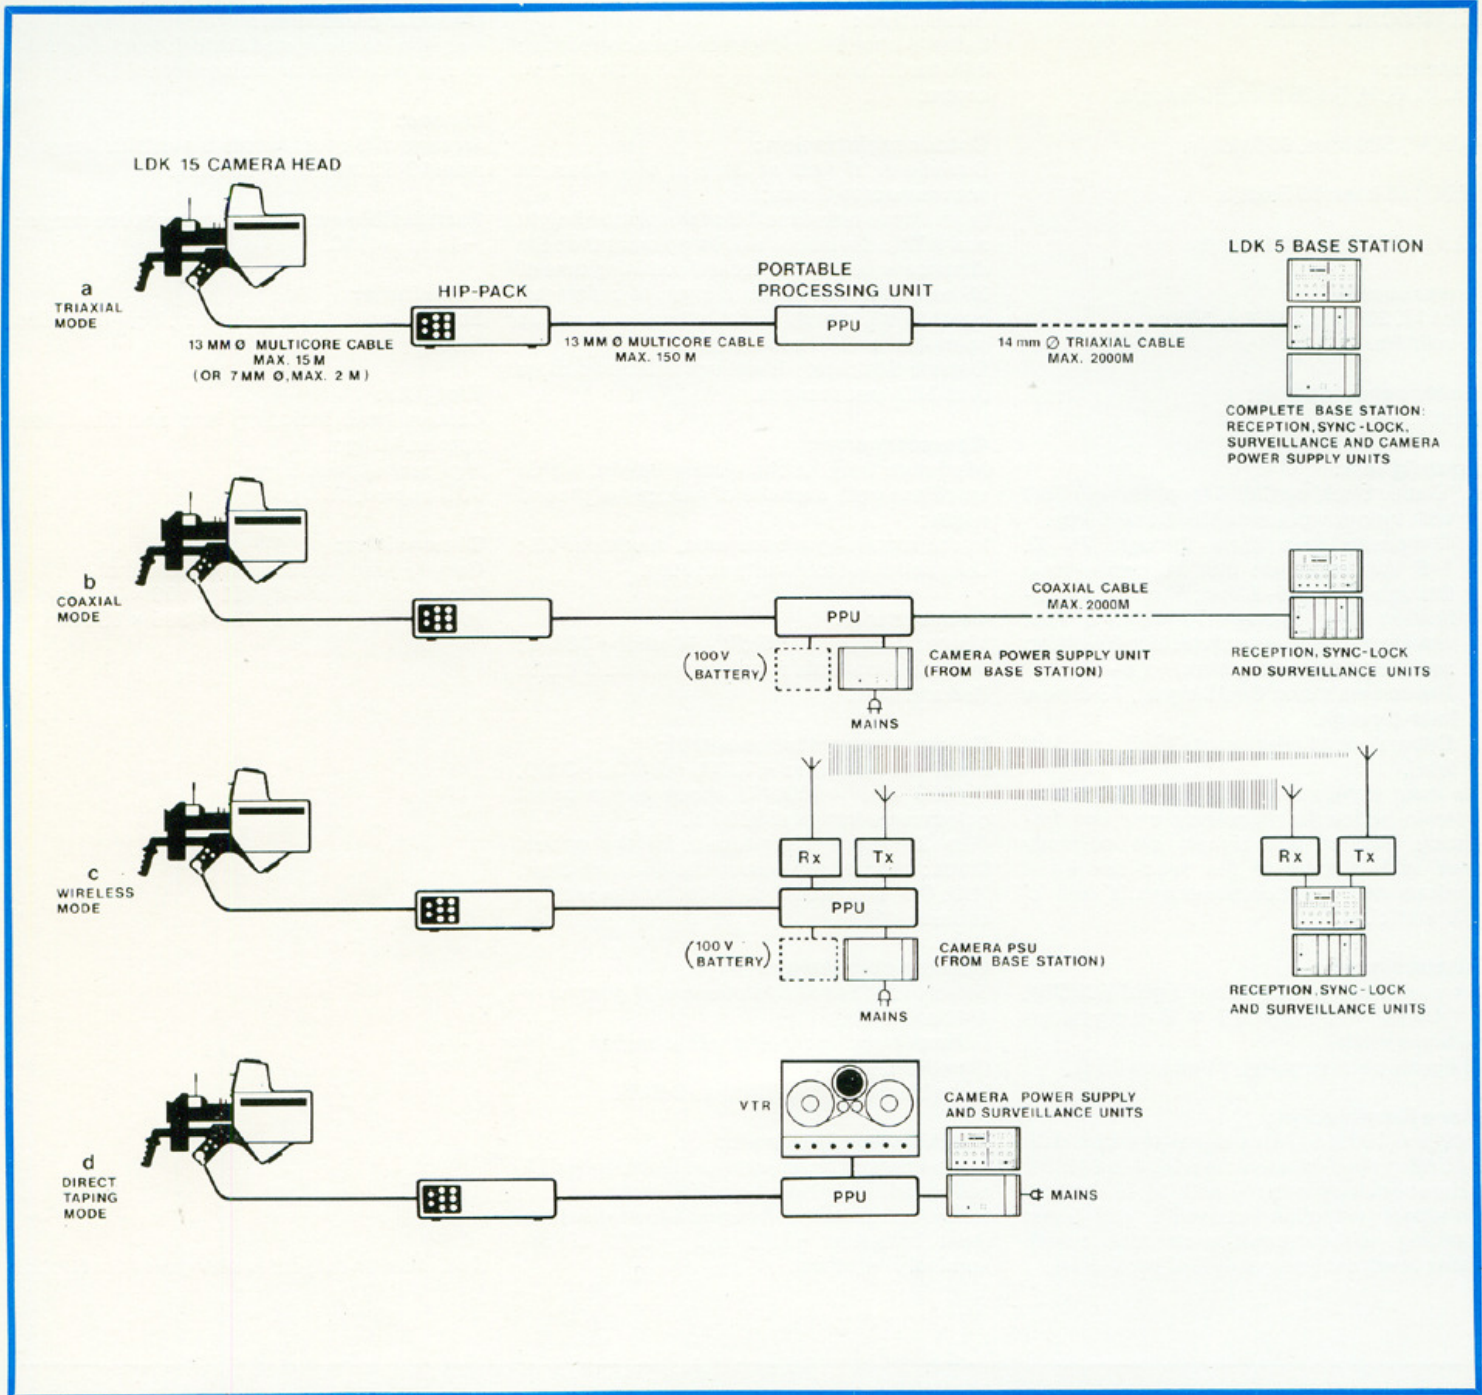 LDK 15 CAMERA HEAD
a
TRIAXIAL
MODE
13 MM Ø MULTICORE CABLE
MAX. 15 M
(OR 7 MM Ø, MAX. 2 M)
HIP-PACK
13 MM Ø MULTICORE CABLE
MAX. 150 M
PORTABLE
PROCESSING UNIT
PPU
14 mm Ø TRIAXIAL CABLE
MAX. 2000M
LDK 5 BASE STATION
COMPLETE BASE STATION:
RECEPTION, SYNC-LOCK,
SURVEILLANCE AND CAMERA
POWER SUPPLY UNITS
b
COAXIAL
MODE
PPU
(100 V
BATTERY)
CAMERA POWER SUPPLY UNIT
(FROM BASE STATION)
MAINS
COAXIAL CABLE
MAX. 2000M
RECEPTION, SYNC-LOCK
AND SURVEILLANCE UNITS
c
WIRELESS
MODE
Rx
Tx
PPU
(100 V
BATTERY)
CAMERA PSU
(FROM BASE STATION)
MAINS
Rx
Tx
RECEPTION, SYNC-LOCK
AND SURVEILLANCE UNITS
d
DIRECT
TAPING
MODE
VTR
PPU
CAMERA POWER SUPPLY
AND SURVEILLANCE UNITS
MAINS